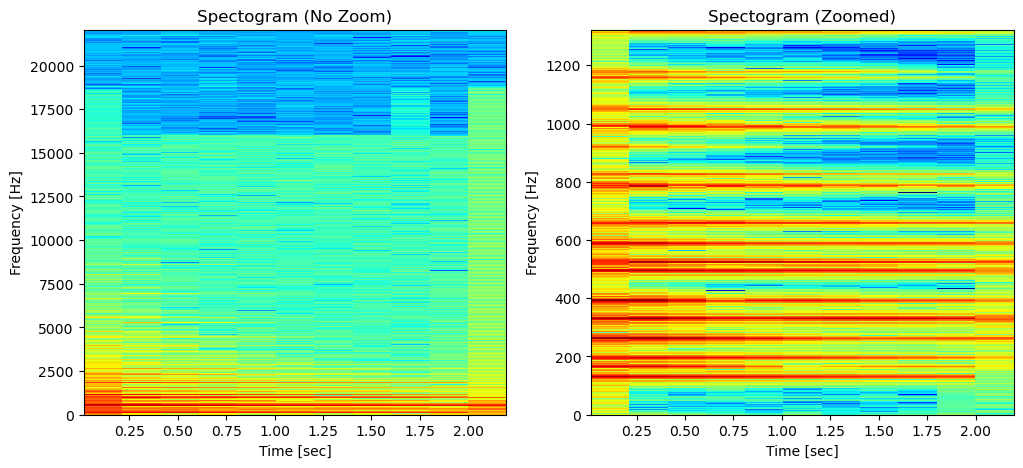 Spectogram (No Zoom)
Frequency [Hz]
20000
17500
15000
12500
10000
7500
5000
2500
0
0.25 0.50 0.75 1.00 1.25 1.50 1.75 2.00
Time [sec]
Spectogram (Zoomed)
Frequency [Hz]
1200
1000
800
600
400
200
0
0.25 0.50 0.75 1.00 1.25 1.50 1.75 2.00
Time [sec]